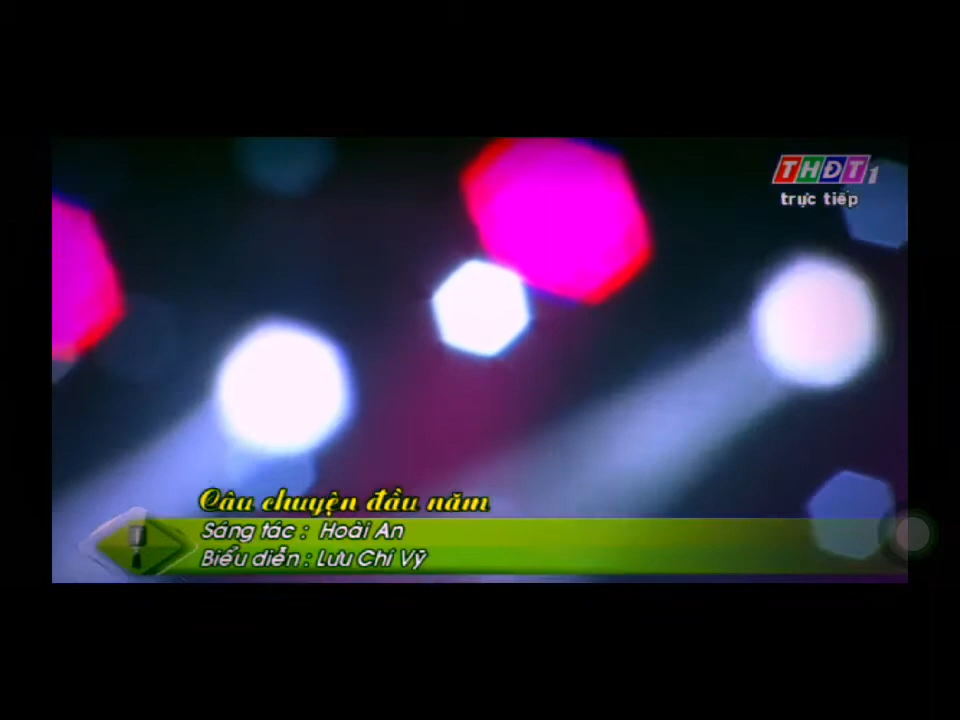 THĐT1
trực tiếp
Câu chuyện đầu năm
Sáng tác : Hoài An
Biểu diễn : Lưu Chí Vỹ